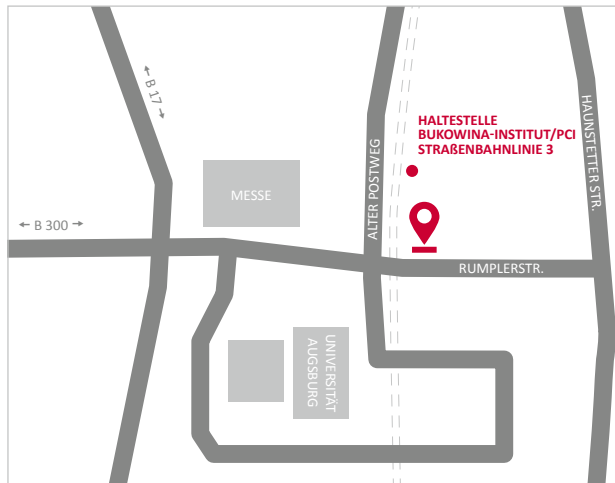 ← B 17 →
HALTESTELLE
BUKOWINA-INSTITUT/PCI
STRAßENBAHNLINIE 3
HAUNSTETTER STR.
ALTER POSTWEG
MESSE
← B 300 →
RUMPLERSTR.
UNIVERSITÄT
AUGSBURG